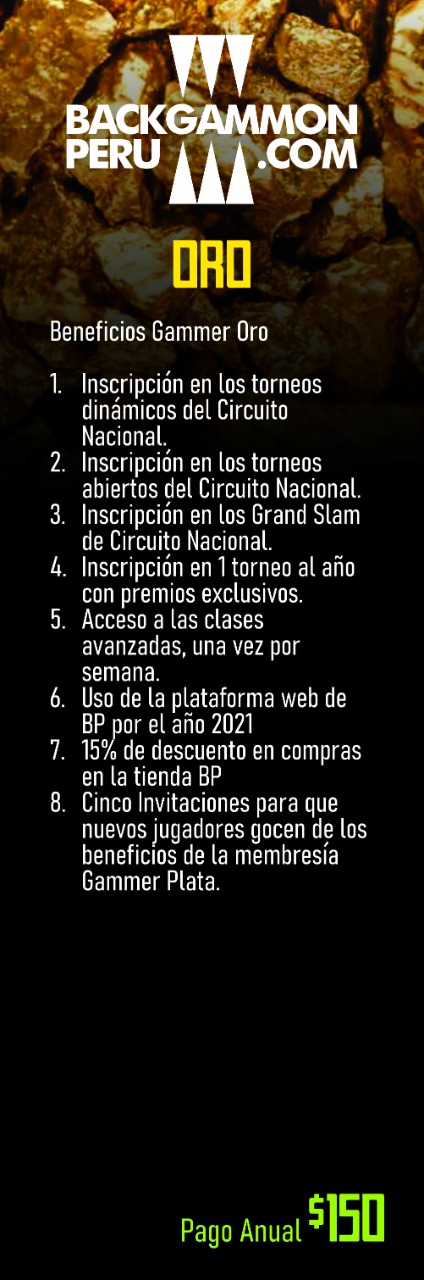 BACKGAMMON
PERU .COM
ORO
Beneficios Gammer Oro
1. Inscripción en los torneos
dinámicos del Circuito
Nacional.
2. Inscripción en los torneos
abiertos del Circuito Nacional.
3. Inscripción en los Grand Slam
de Circuito Nacional.
4. Inscripción en 1 torneo al año
con premios exclusivos.
5. Acceso a las clases
avanzadas, una vez por
semana.
6. Uso de la plataforma web de
BP por el año 2021
7. 15% de descuento en compras
en la tienda BP
8. Cinco Invitaciones para que
nuevos jugadores gocen de los
beneficios de la membresía
Gammer Plata.
Pago Anual $150